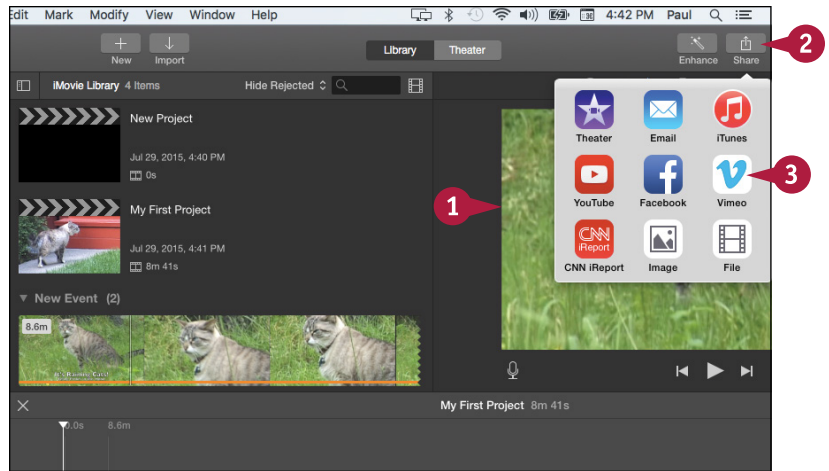 Edit Mark Modify View Window Help 4:42 PM Paul
2
New Import Library Theater Enhance Share
iMovie Library 4 Items Hide Rejected
New Project
Jul 29, 2015, 4:40 PM
0s
My First Project
Jul 29, 2015, 4:41 PM
8m 41s
Theater Email iTunes
3
YouTube Facebook Vimeo
1
CNN
iReport
CNN iReport Image File
New Event (2)
8.6m
My First Project 8m 41s
0.0s 8.6m